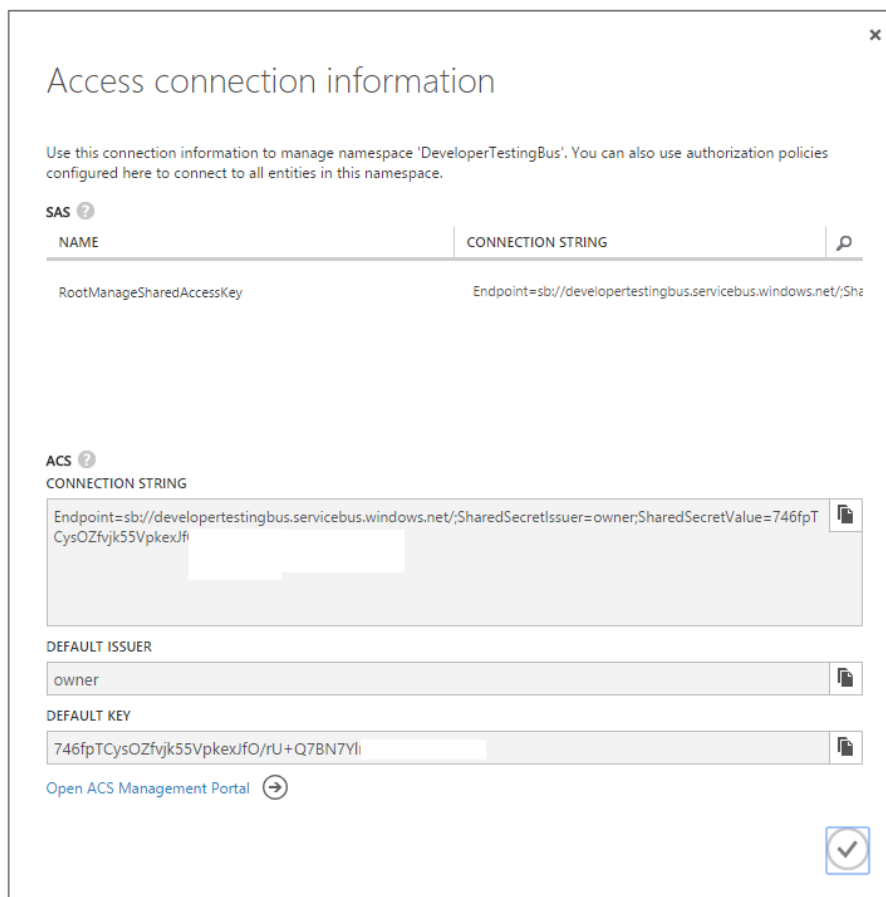 Access connection information
Use this connection information to manage namespace 'DeveloperTestingBus'. You can also use authorization policies
configured here to connect to all entities in this namespace.
SAS ?
NAME CONNECTION STRING
RootManageSharedAccessKey Endpoint=sb://developertestingbus.servicebus.windows.net/;Sha
ACS ?
CONNECTION STRING
Endpoint=sb://developertestingbus.servicebus.windows.net/;SharedSecretIssuer=owner;SharedSecretValue=746fpT
CysOZfvjk55VpkexJf
DEFAULT ISSUER
owner
DEFAULT KEY
746fpTCysOZfvjk55VpkexJfO/rU+Q7BN7Yl
Open ACS Management Portal